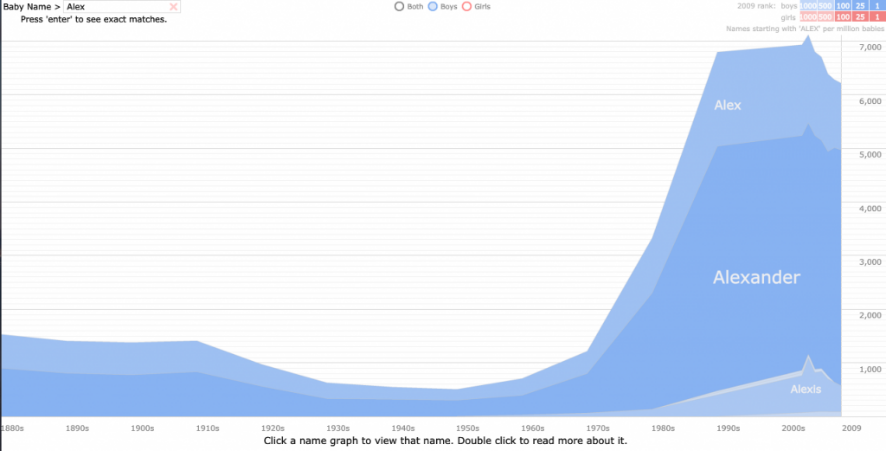 Baby Name > Alex
Both Boys Girls
2009 rank: boys 1000 500 100 25 1
Press 'enter' to see exact matches.
girls 1000 500 100 25 1
Names starting with 'ALEX' per million babies
7,000
Alex
6,000
5,000
4,000
3,000
Alexander
2,000
1,000
Alexis
1880s 1890s 1900s 1910s 1920s 1930s 1940s 1950s 1960s 1970s 1980s 1990s 2000s 2009
Click a name graph to view that name. Double click to read more about it.